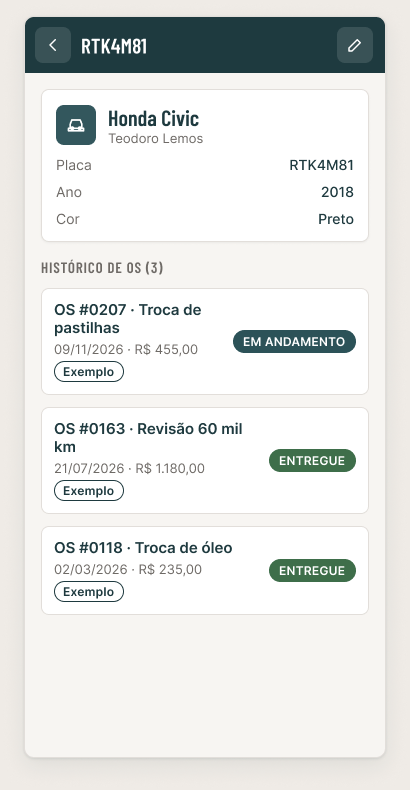 RTK4M81
Honda Civic
Teodoro Lemos
Placa RTK4M81
Ano 2018
Cor Preto
HISTÓRICO DE OS (3)
OS #0207 · Troca de
pastilhas
09/11/2026 · R$ 455,00
Exemplo
EM ANDAMENTO
OS #0163 · Revisão 60 mil
km
21/07/2026 · R$ 1.180,00
Exemplo
ENTREGUE
OS #0118 · Troca de óleo
02/03/2026 · R$ 235,00
Exemplo
ENTREGUE